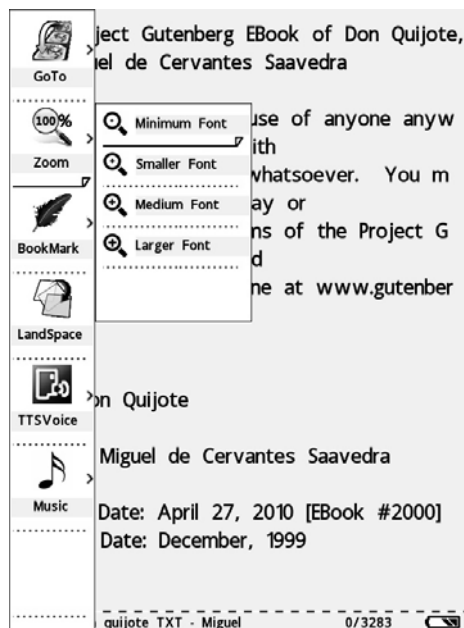 GoTo
100%
Zoom
BookMark
LandSpace
TTSVoice
Music
Minimum Font
Smaller Font
Medium Font
Larger Font
ject Gutenberg EBook of Don Quijote,
el de Cervantes Saavedra
use of anyone anyw
ith
whatsoever. You m
ay or
ms of the Project G
d
ne at www.gutenber
on Quijote
Miguel de Cervantes Saavedra
Date: April 27, 2010 [EBook #2000]
Date: December, 1999
quijote TXT - Miguel 0/3283